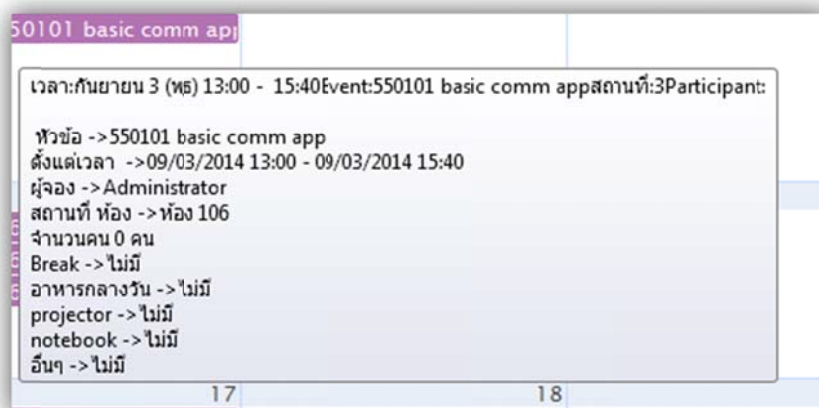 50101 basic comm app
เวลา:กันยายน 3 (พุธ) 13:00 - 15:40Event:550101 basic comm appสถานที่:3Participant:
หัวข้อ ->550101 basic comm app
ตั้งแต่เวลา ->09/03/2014 13:00 - 09/03/2014 15:40
ผู้จอง ->Administrator
สถานที่ ห้อง ->ห้อง 106
จำนวนคน 0 คน
Break ->ไม่มี
อาหารกลางวัน ->ไม่มี
projector ->ไม่มี
notebook ->ไม่มี
อื่นๆ ->ไม่มี
17 18